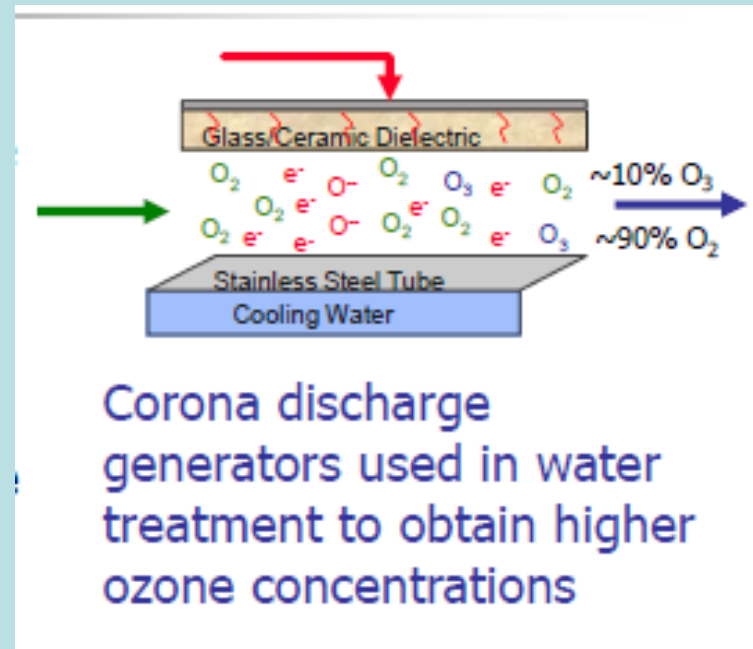 Glass/Ceramic Dielectric
O₂ e⁻ O⁻⁻ O₂ O₃ e⁻ O₂ ~10% O₃
O₂ e⁻ e⁻ O₂
O₂ e⁻ e⁻ O⁻⁻ O₂ e⁻ O₃ ~90% O₂
Stainless Steel Tube
Cooling Water
Corona discharge
generators used in water
treatment to obtain higher
ozone concentrations